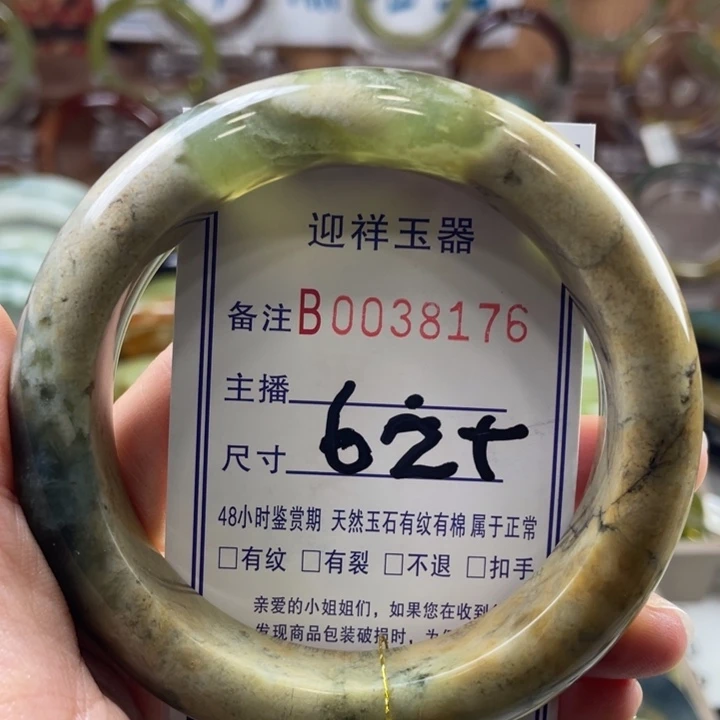 迎祥玉器
备注B0038176
主播
尺寸 62+
48小时鉴赏期 天然玉石有纹有棉 属于正常
□有纹 □有裂 □不退 □扣手
亲爱的小姐姐们，如果您在收到
发现商品包装破损时，为